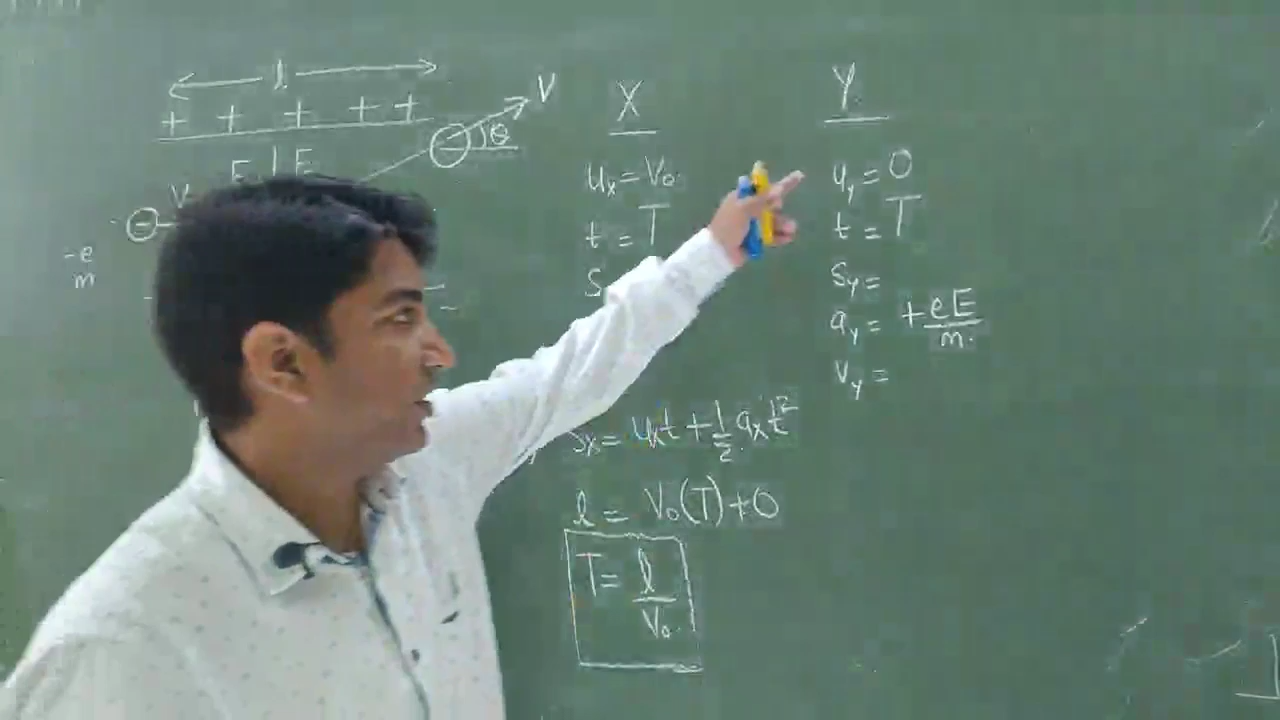 l
+ + + + +
E E
V
θ
V
-
-e
m
X
uₓ = V₀
t = T
S
Sₓ = uₓt + 1/2 aₓt²
l = V₀(T) + 0
T = l/V₀
Y
u_y = 0
t = T
S_y =
a_y = + eE/m
V_y =